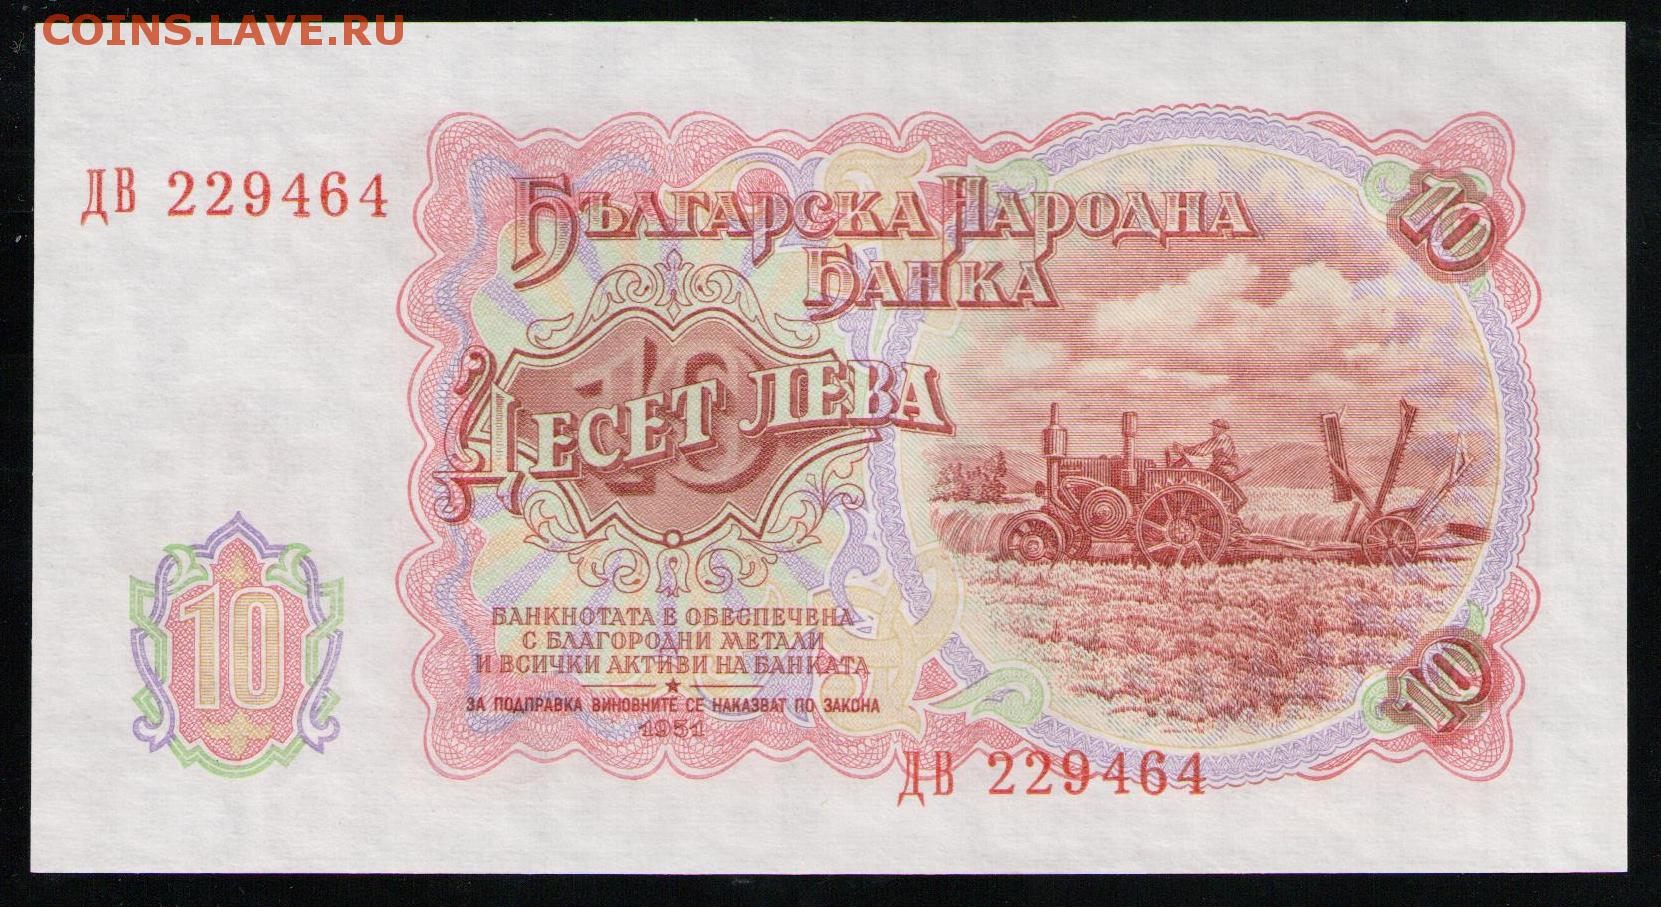 COINS.LAVE.RU
ДВ 229464
БЪЛГАРСКА НАРОДНА
БАНКА
10
10
ДЕСЕТ ЛЕВА
БАНКНОТАТА Е ОБЕСПЕЧЕНА
С БЛАГОРОДНИ МЕТАЛИ
И ВСИЧКИ АКТИВИ НА БАНКАТА
ЗА ПОДПРАВКА ВИНОВНИТЕ СЕ НАКАЗВАТ ПО ЗАКОНА
1951
10
10
ДВ 229464